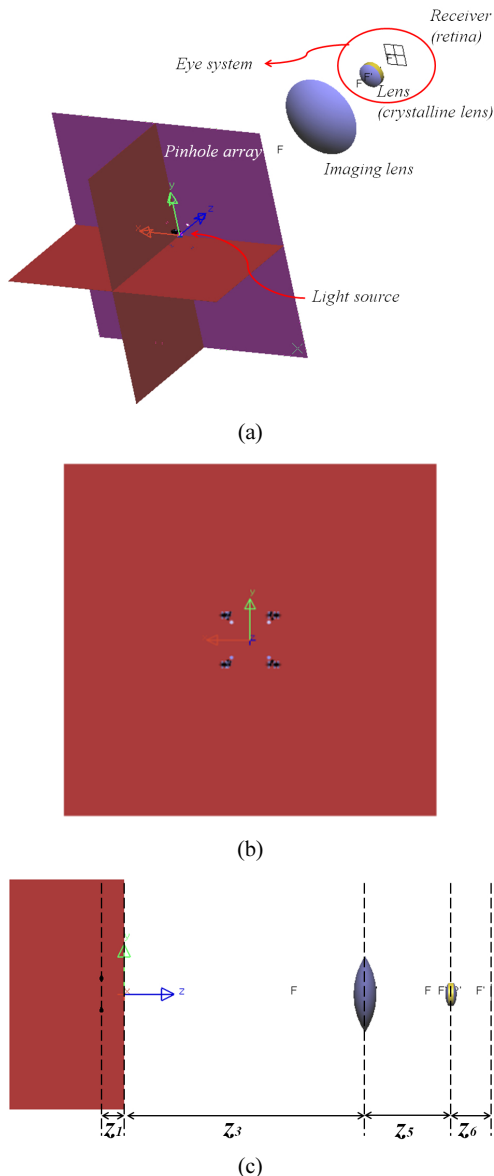 Receiver
(retina)
Eye system
F
F F'
Lens
(crystalline lens)
Pinhole array
F
Imaging lens
y
z
x
Light source
(a)
y
(b)
y
x
z
F
F F' F' F'
z1
z3
z5
z6
(c)